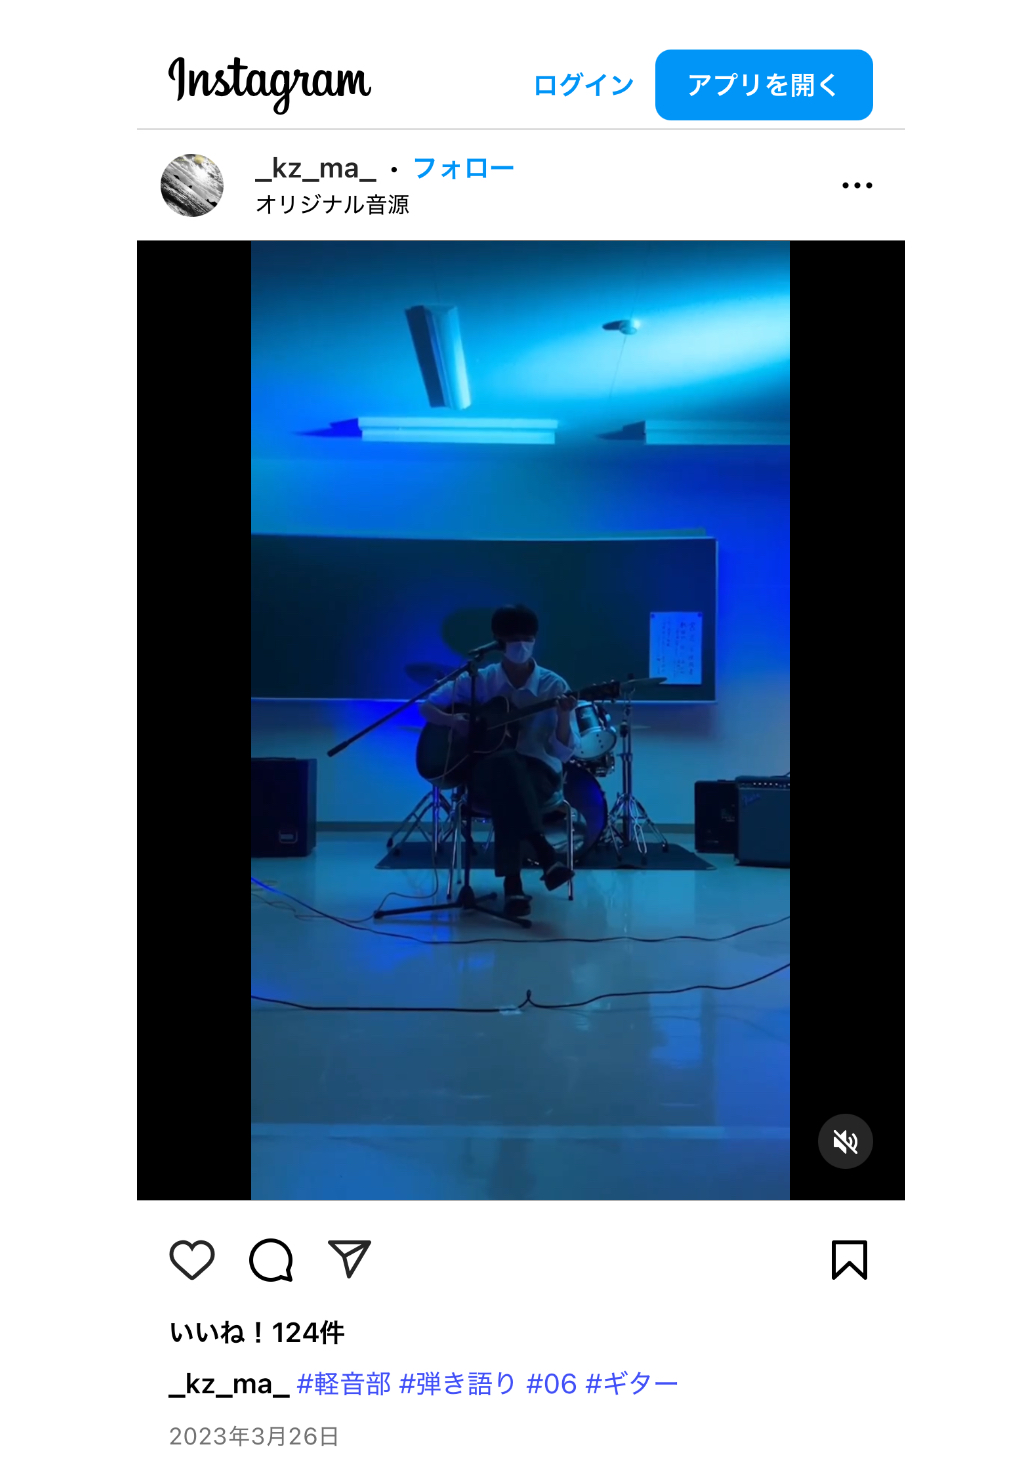 Instagram
ログイン
アプリを開く
_kz_ma_ • フォロー
オリジナル音源
いいね！124件
_kz_ma_ #軽音部 #弾き語り #06 #ギター
2023年3月26日